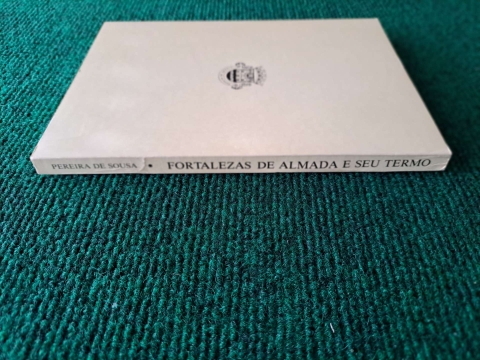 PEREIRA DE SOUSA • FORTALEZAS DE ALMADA E SEU TERMO